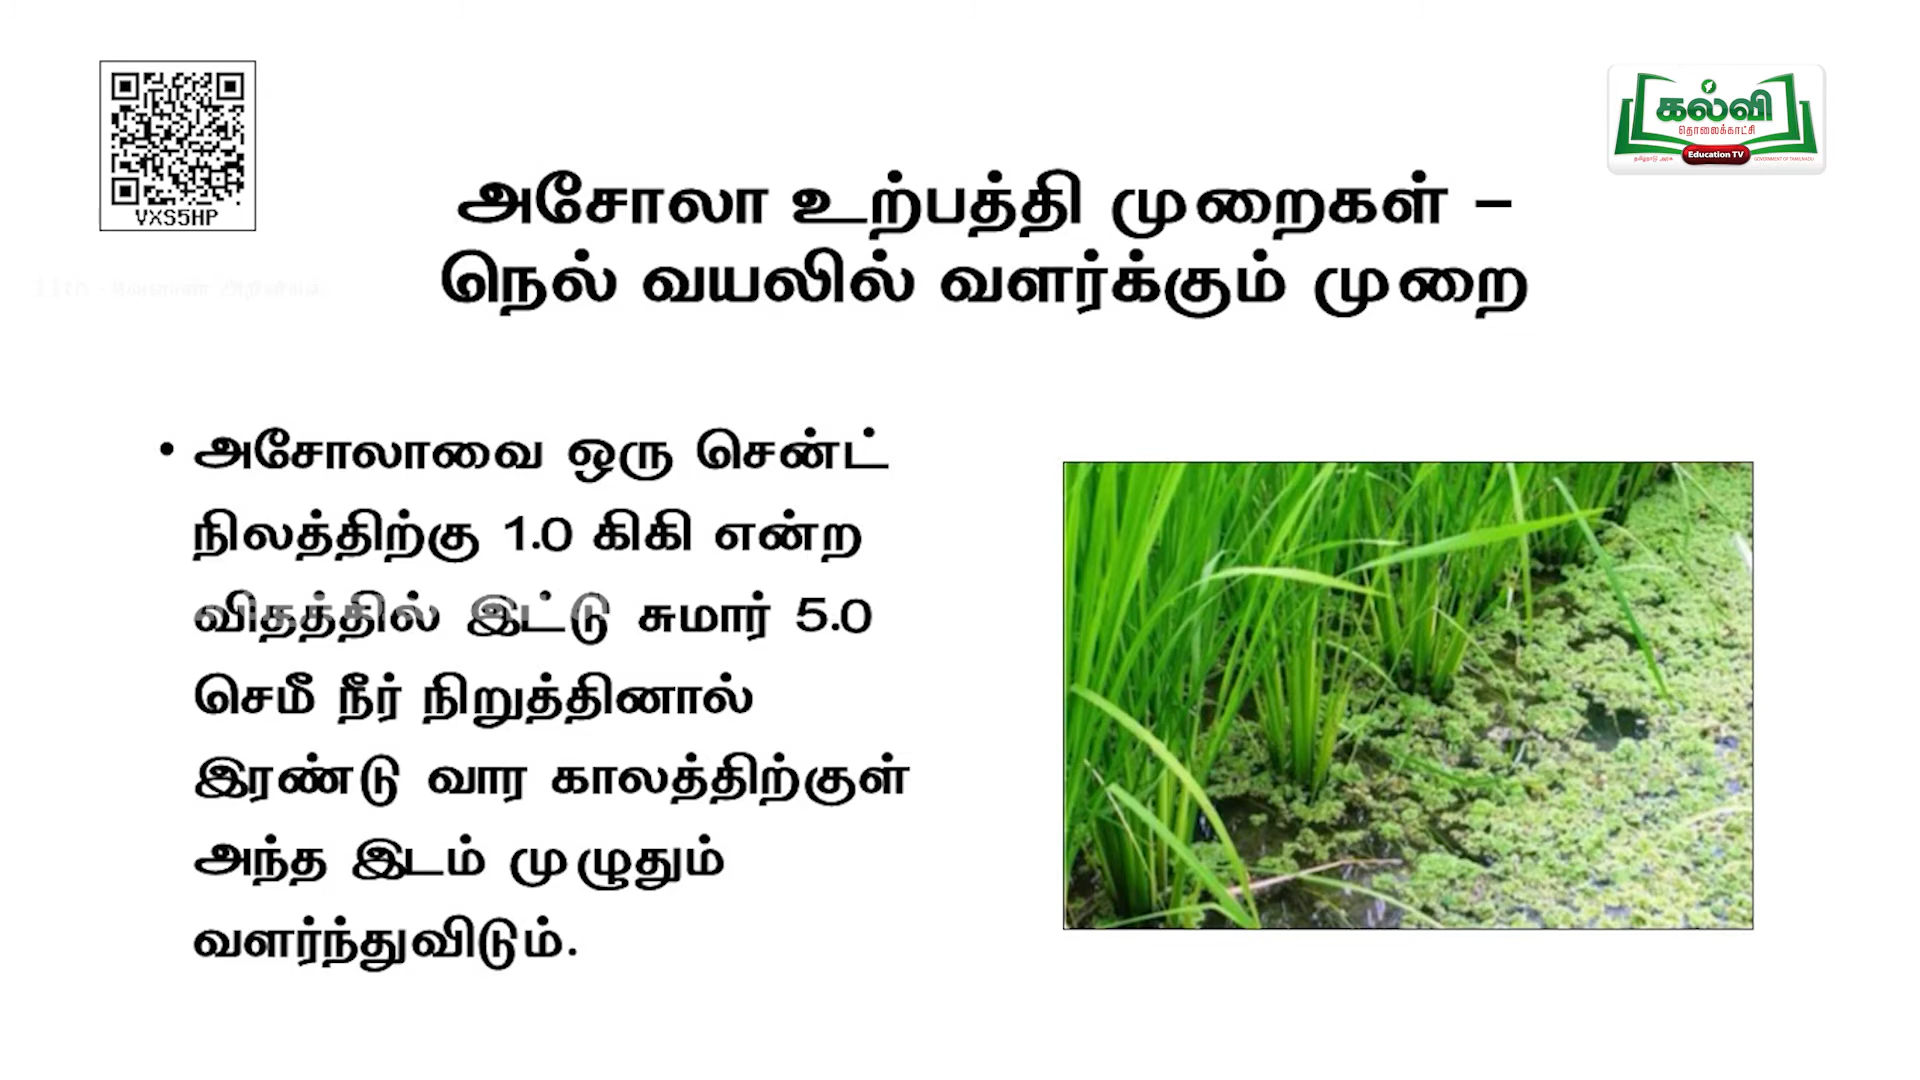 VXS5HP
கல்வி
தொலைக்காட்சி
தமிழ்நாடு அரசு
Education TV
GOVERNMENT OF TAMILNADU
அசோலா உற்பத்தி முறைகள் –
நெல் வயலில் வளர்க்கும் முறை
• அசோலாவை ஒரு சென்ட்
நிலத்திற்கு 1.0 கிகி என்ற
விதத்தில் இட்டு சுமார் 5.0
செமீ நீர் நிறுத்தினால்
இரண்டு வார காலத்திற்குள்
அந்த இடம் முழுதும்
வளர்ந்துவிடும்.